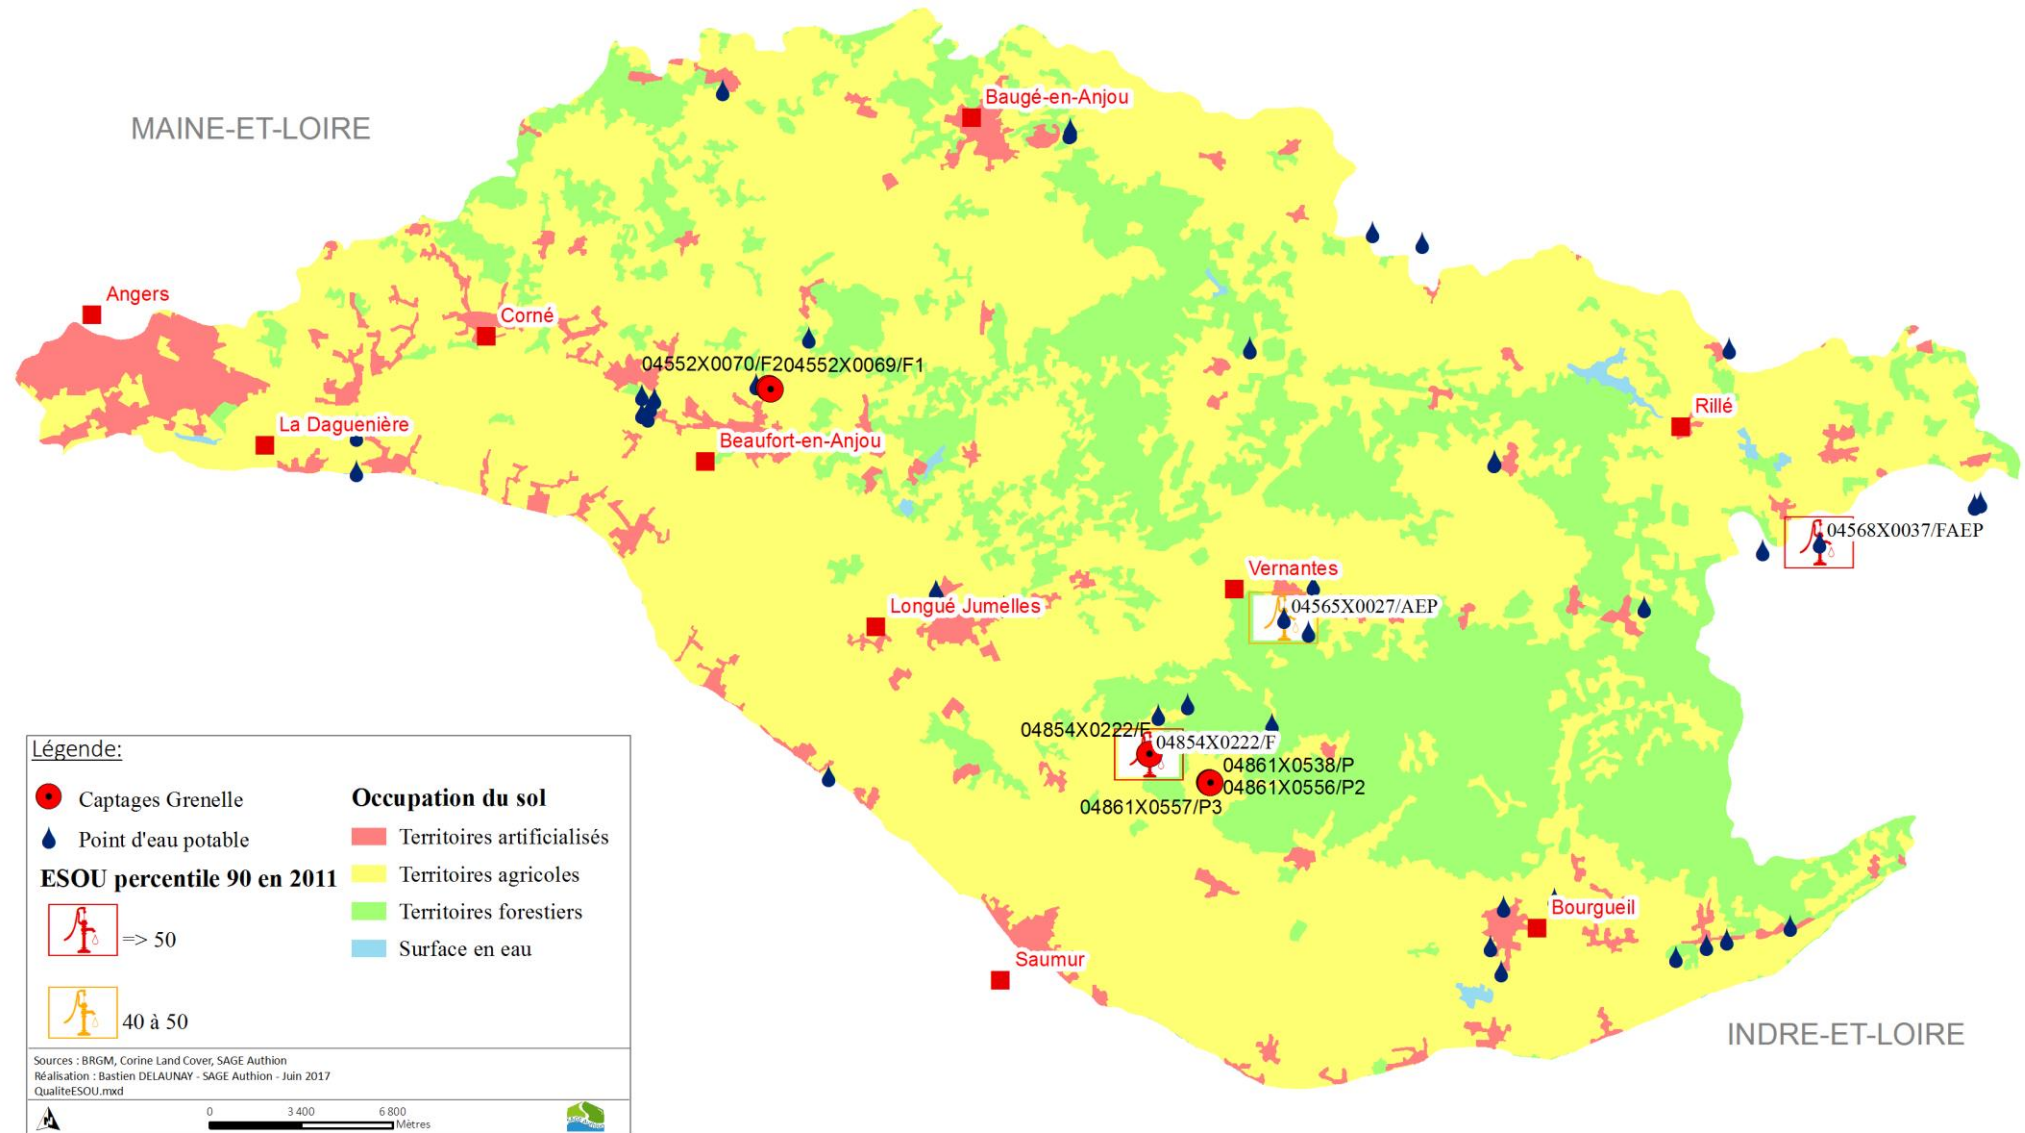 MAINE-ET-LOIRE
Baugé-en-Anjou
Angers
Corné
04552X0070/F204552X0069/F1
La Daguenière
Beaufort-en-Anjou
Rillé
04568X0037/FAEP
Vernantes
04565X0027/AEP
Longué Jumelles
04854X0222/F
04854X0222/F
04861X0538/P
04861X0556/P2
04861X0557/P3
Bourgueil
Saumur
INDRE-ET-LOIRE
Légende:
Captages Grenelle
Point d'eau potable
ESOU percentile 90 en 2011
=> 50
40 à 50
Occupation du sol
Territoires artificialisés
Territoires agricoles
Territoires forestiers
Surface en eau
Sources : BRGM, Corine Land Cover, SAGE Authion
Réalisation : Bastien DELAUNAY - SAGE Authion - Juin 2017
QualiteESOU.mxd
N
0 3 400 6 800
Mètres